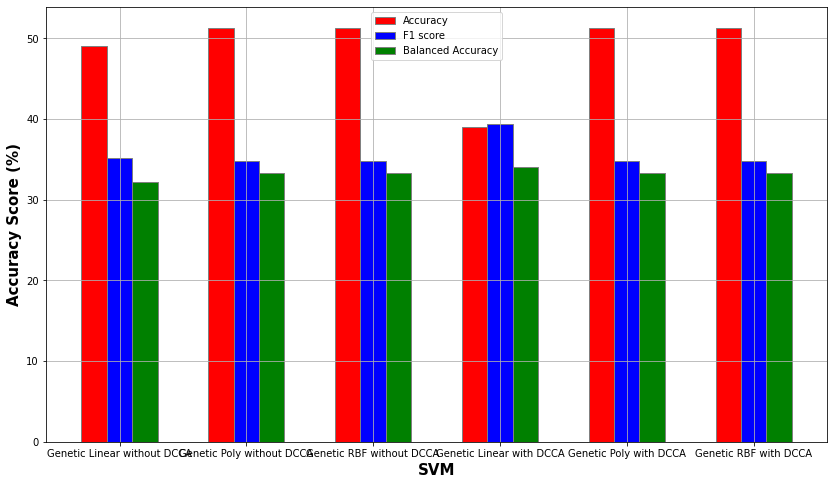 Accuracy
F1 score
Balanced Accuracy
Accuracy Score (%)
50
40
30
20
10
0
Genetic Linear without DCCA Genetic Poly without DCCA Genetic RBF without DCCA Genetic Linear with DCCA Genetic Poly with DCCA Genetic RBF with DCCA
SVM